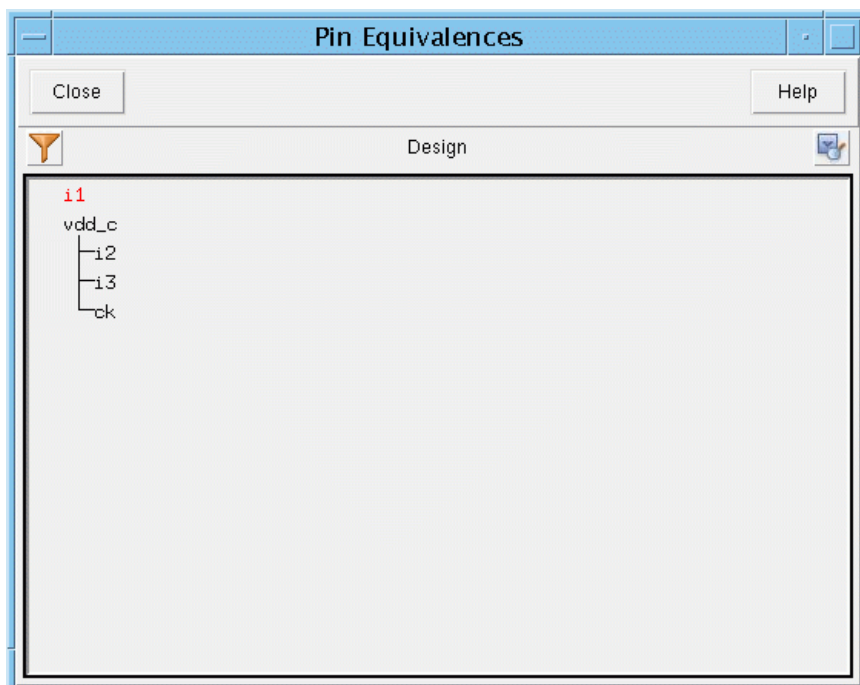 Pin Equivalences
Close Help
Design
i1
vdd_c
i2
i3
ck